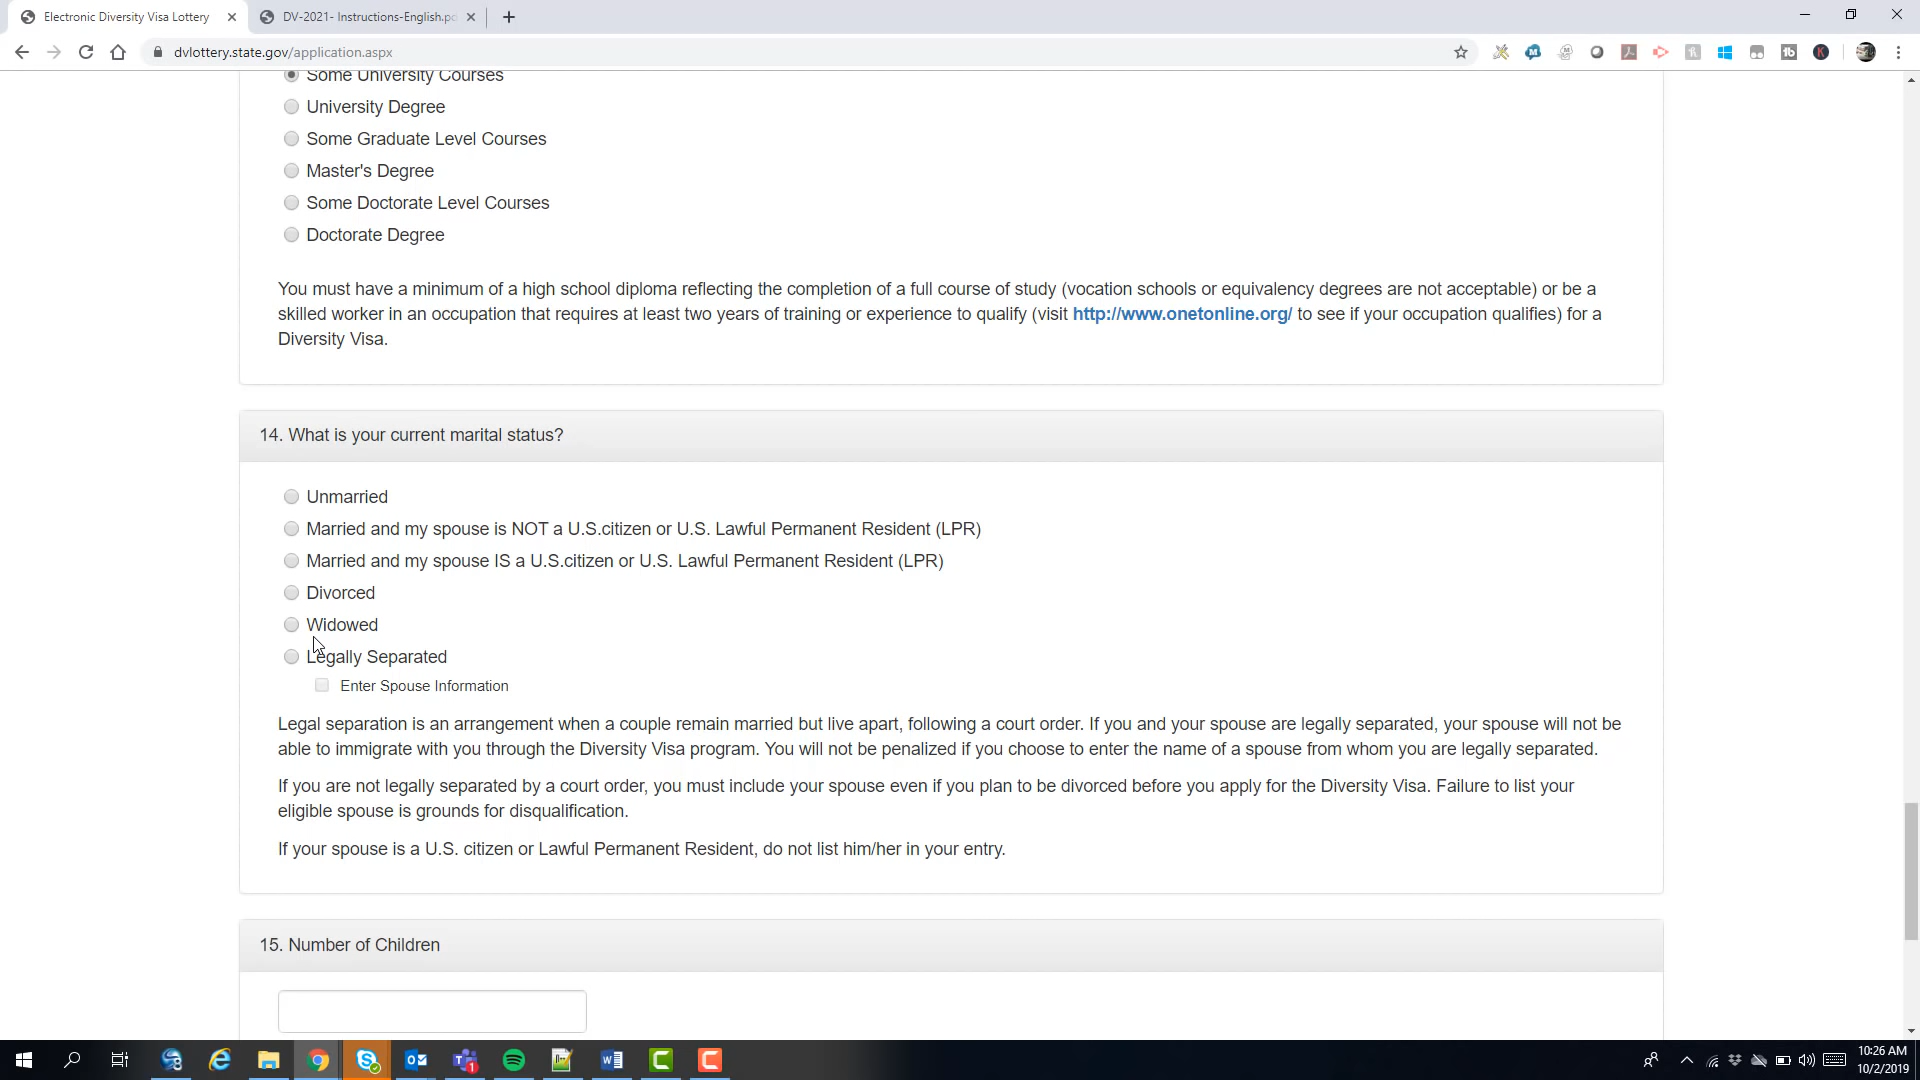 Electronic Diversity Visa Lottery
DV-2021- Instructions-English.pd
dvlottery.state.gov/application.aspx
Some University Courses
University Degree
Some Graduate Level Courses
Master's Degree
Some Doctorate Level Courses
Doctorate Degree
You must have a minimum of a high school diploma reflecting the completion of a full course of study (vocation schools or equivalency degrees are not acceptable) or be a
skilled worker in an occupation that requires at least two years of training or experience to qualify (visit http://www.onetonline.org/ to see if your occupation qualifies) for a
Diversity Visa.
14. What is your current marital status?
Unmarried
Married and my spouse is NOT a U.S.citizen or U.S. Lawful Permanent Resident (LPR)
Married and my spouse IS a U.S.citizen or U.S. Lawful Permanent Resident (LPR)
Divorced
Widowed
Legally Separated
Enter Spouse Information
Legal separation is an arrangement when a couple remain married but live apart, following a court order. If you and your spouse are legally separated, your spouse will not be
able to immigrate with you through the Diversity Visa program. You will not be penalized if you choose to enter the name of a spouse from whom you are legally separated.
If you are not legally separated by a court order, you must include your spouse even if you plan to be divorced before you apply for the Diversity Visa. Failure to list your
eligible spouse is grounds for disqualification.
If your spouse is a U.S. citizen or Lawful Permanent Resident, do not list him/her in your entry.
15. Number of Children
10:26 AM
10/2/2019